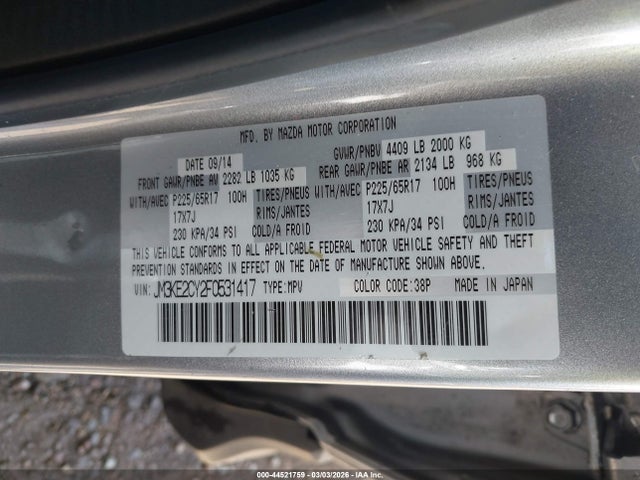 MFD. BY MAZDA MOTOR CORPORATION
DATE 09/14 GVWR/PNBV 4409 LB 2000 KG
FRONT GAWR/PNBE AV 2282 LB 1035 KG REAR GAWR/PNBE AR 2134 LB 968 KG
WITH/AVEC P225/65R17 100H TIRES/PNEUS WITH/AVEC P225/65R17 100H TIRES/PNEUS
17X7J RIMS/JANTES 17X7J RIMS/JANTES
230 KPA/34 PSI COLD/A FROID 230 KPA/34 PSI COLD/A FROID
THIS VEHICLE CONFORMS TO ALL APPLICABLE FEDERAL MOTOR VEHICLE SAFETY AND THEFT
PREVENTION STANDARDS IN EFFECT ON THE DATE OF MANUFACTURE SHOWN ABOVE.
VIN: JM3KE2CY2F0531417 TYPE:MPV COLOR CODE:38P MADE IN JAPAN
000-44521759 - 03/03/2026 - IAA Corp.